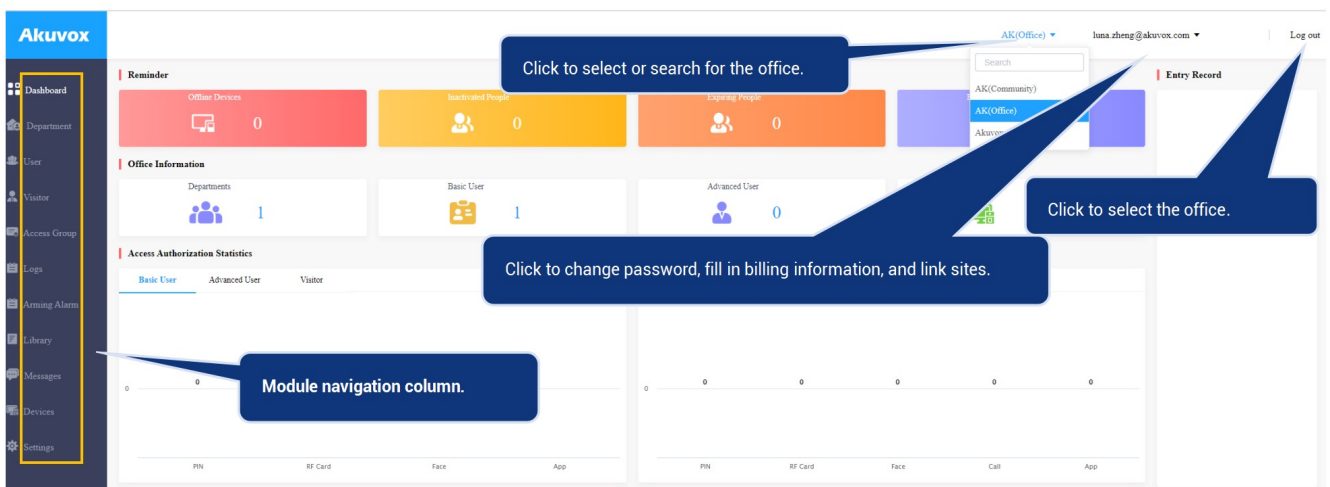 Akuvox
AK(Office)
luna.zheng@akuvox.com
Log out
Click to select or search for the office.
Search
AK(Community)
AK(Office)
Reminder
Offline Devices
0
Inactivated People
0
Expiring People
0
Entry Record
Dashboard
Department
User
Visitor
Access Group
Logs
Arming Alarm
Library
Messages
Devices
Settings
Office Information
Departments
1
Basic User
1
Advanced User
0
Click to select the office.
Click to change password, fill in billing information, and link sites.
Access Authorization Statistics
Basic User
Advanced User
Visitor
Module navigation column.
0
0
PIN
RF Card
Face
App
0
0
0
0
0
0
PIN
RF Card
Face
Call
App